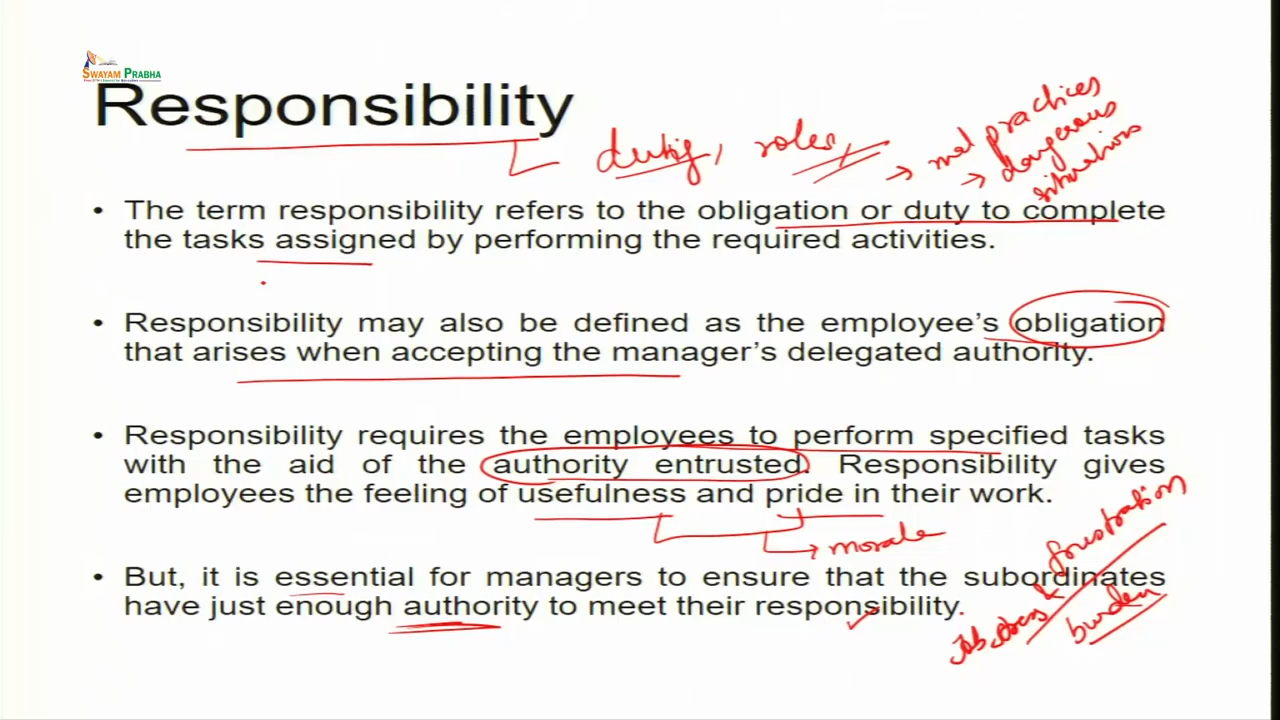 SWAYAM PRABHA
Responsibility
duty, roles,
→ mal practices
→ dangerous
situations
• The term responsibility refers to the obligation or duty to complete
the tasks assigned by performing the required activities.
• Responsibility may also be defined as the employee's obligation
that arises when accepting the manager's delegated authority.
• Responsibility requires the employees to perform specified tasks
with the aid of the authority entrusted. Responsibility gives
employees the feeling of usefulness and pride in their work.
→ morale
• But, it is essential for managers to ensure that the subordinates
have just enough authority to meet their responsibility.
Job stress & frustration
burden